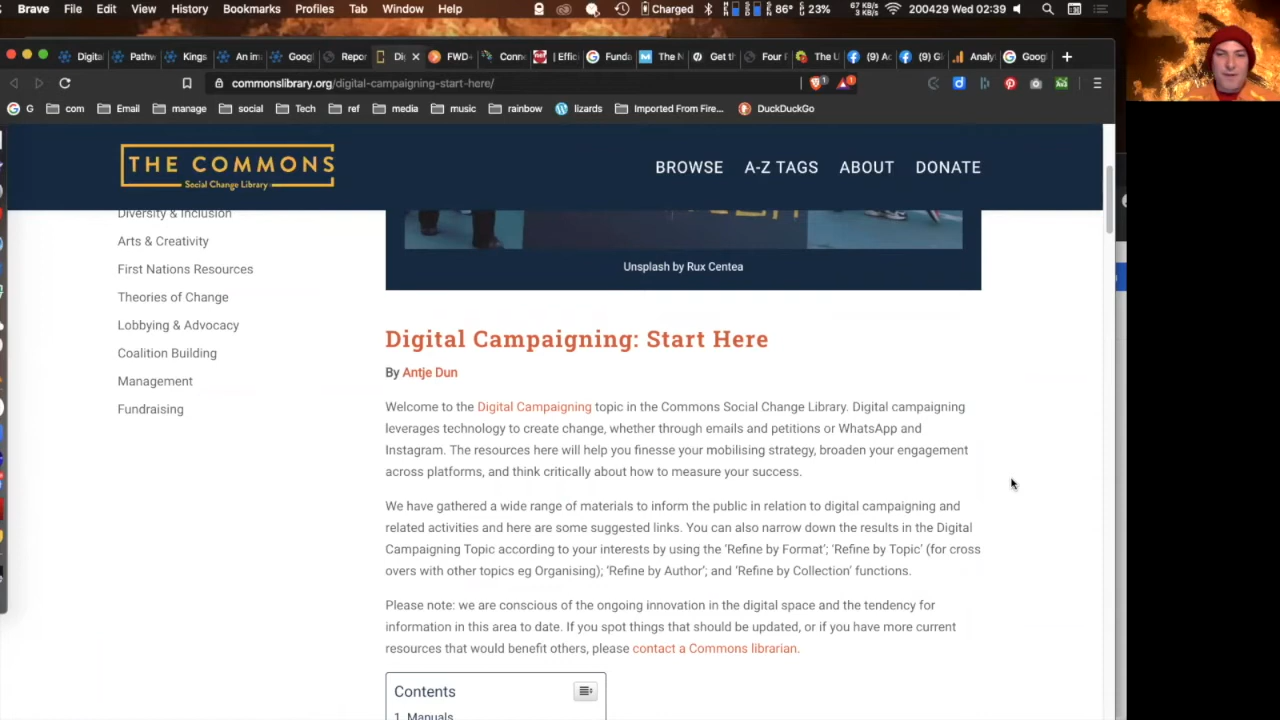 Brave File Edit View History Bookmarks Profiles Tab Window Help
Charged 86° 23% 67 KB 3 KB/s 200429 Wed 02:39
Digital Pathw Kings An im Goog Repo Di FWD Conne | Effic Funda The N Get th Four The U (9) Ac (9) G Analy Goog
commonslibrary.org/digital-campaigning-start-here/
G com Email manage social Tech ref media music rainbow lizards Imported From Fire... DuckDuckGo
THE COMMONS
Social Change Library
BROWSE A-Z TAGS ABOUT DONATE
Diversity & Inclusion
Arts & Creativity
First Nations Resources
Theories of Change
Lobbying & Advocacy
Coalition Building
Management
Fundraising
Unsplash by Rux Centea
Digital Campaigning: Start Here
By Antje Dun
Welcome to the Digital Campaigning topic in the Commons Social Change Library. Digital campaigning
leverages technology to create change, whether through emails and petitions or WhatsApp and
Instagram. The resources here will help you finesse your mobilising strategy, broaden your engagement
across platforms, and think critically about how to measure your success.
We have gathered a wide range of materials to inform the public in relation to digital campaigning and
related activities and here are some suggested links. You can also narrow down the results in the Digital
Campaigning Topic according to your interests by using the ‘Refine by Format’; ‘Refine by Topic’ (for cross
overs with other topics eg Organising); ‘Refine by Author’; and ‘Refine by Collection’ functions.
Please note: we are conscious of the ongoing innovation in the digital space and the tendency for
information in this area to date. If you spot things that should be updated, or if you have more current
resources that would benefit others, please contact a Commons librarian.
Contents
1. Manuals